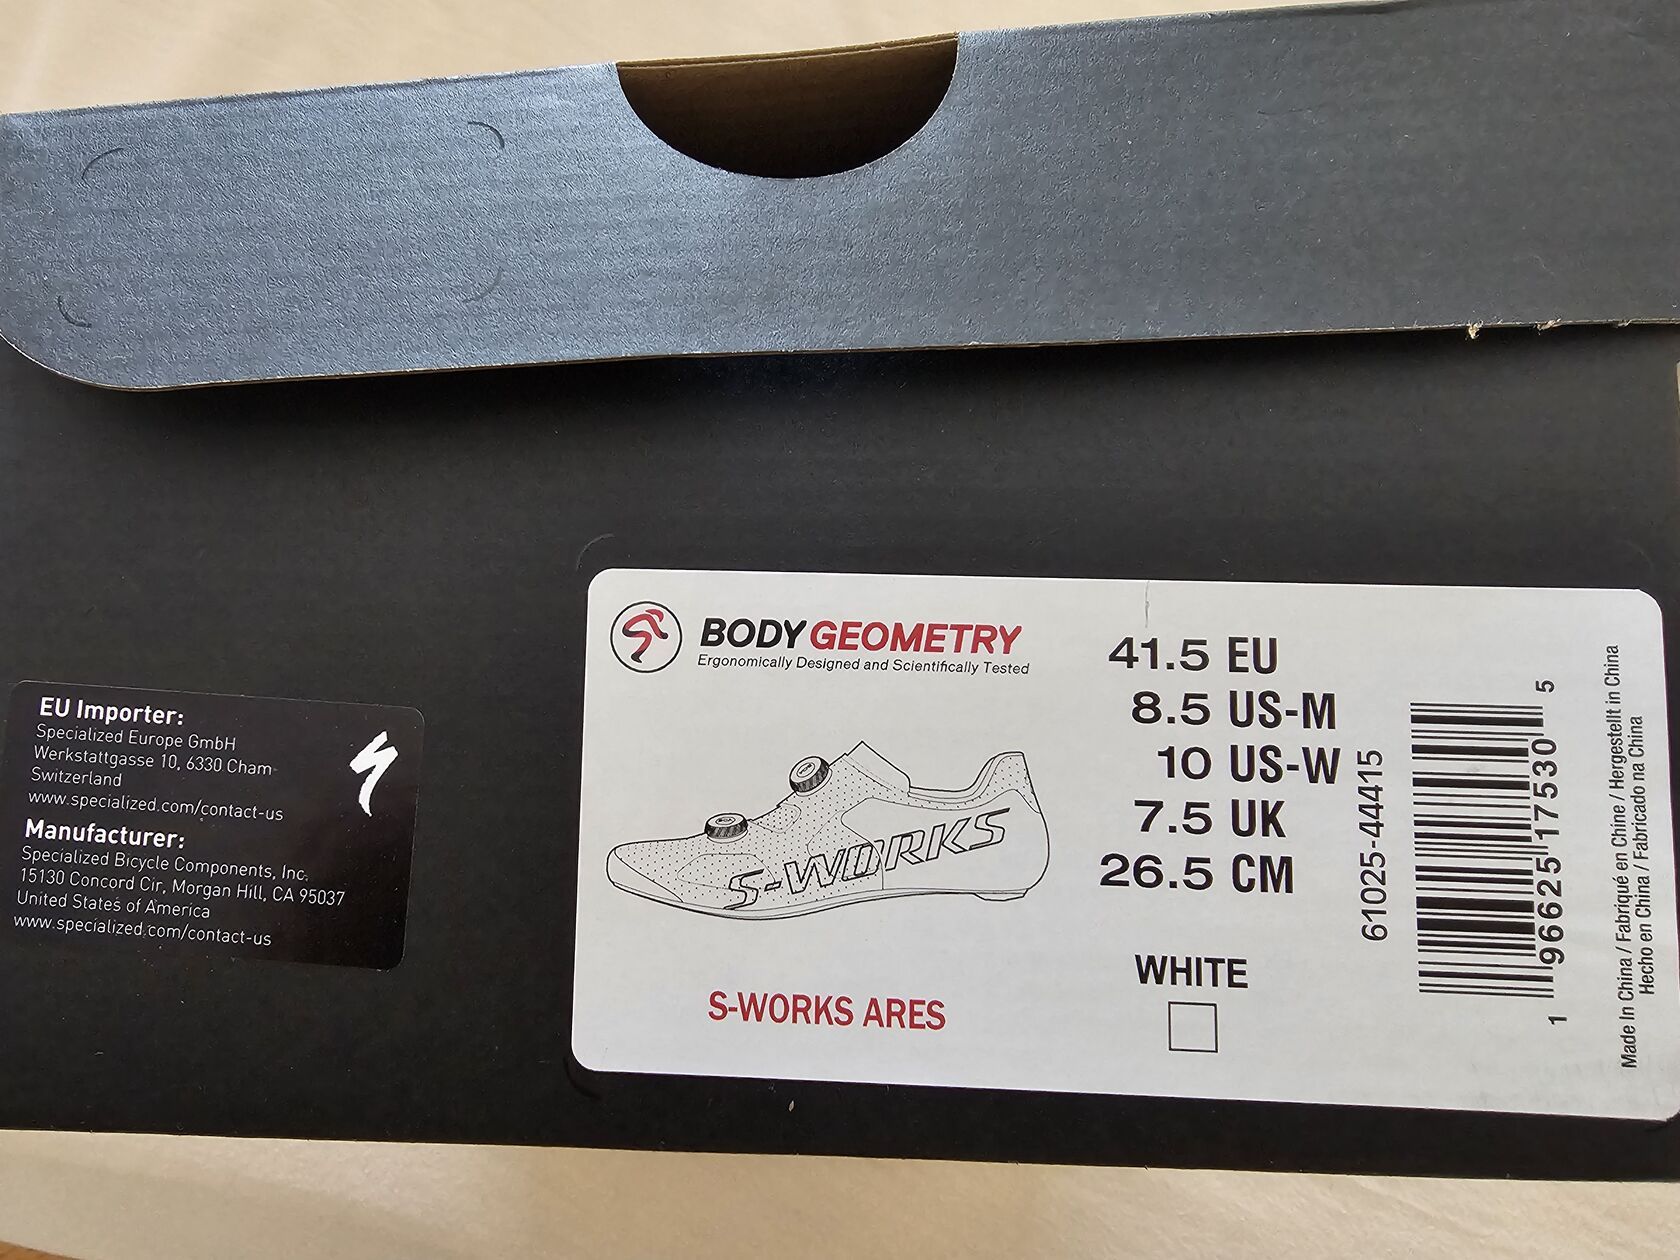 EU Importer:
Specialized Europe GmbH
Werkstattgasse 10, 6330 Cham
Switzerland
www.specialized.com/contact-us
Manufacturer:
Specialized Bicycle Components, Inc.
15130 Concord Cir, Morgan Hill, CA 95037
United States of America
www.specialized.com/contact-us
BODY GEOMETRY
Ergonomically Designed and Scientifically Tested
S-WORKS
S-WORKS ARES
41.5 EU
8.5 US-M
10 US-W
7.5 UK
26.5 CM
WHITE
61025-44415
1 96625 17530 5
Made In China / Fabriqué en Chine / Hergestellt in China
Hecho en China / Fabricado na China